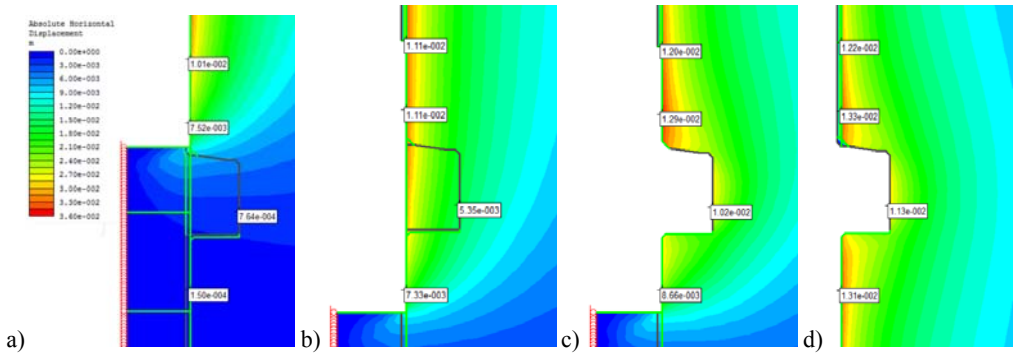 Absolute Horizontal
Displacement
m
0.00e+000
3.00e-003
6.00e-003
9.00e-003
1.20e-002
1.50e-002
1.80e-002
2.10e-002
2.40e-002
2.70e-002
3.00e-002
3.30e-002
3.60e-002
1.01e-002
7.52e-003
7.64e-004
1.50e-004
a)
1.11e-002
1.11e-002
5.35e-003
7.33e-003
b)
1.20e-002
1.29e-002
1.02e-002
8.66e-003
c)
1.22e-002
1.33e-002
1.13e-002
1.31e-002
d)